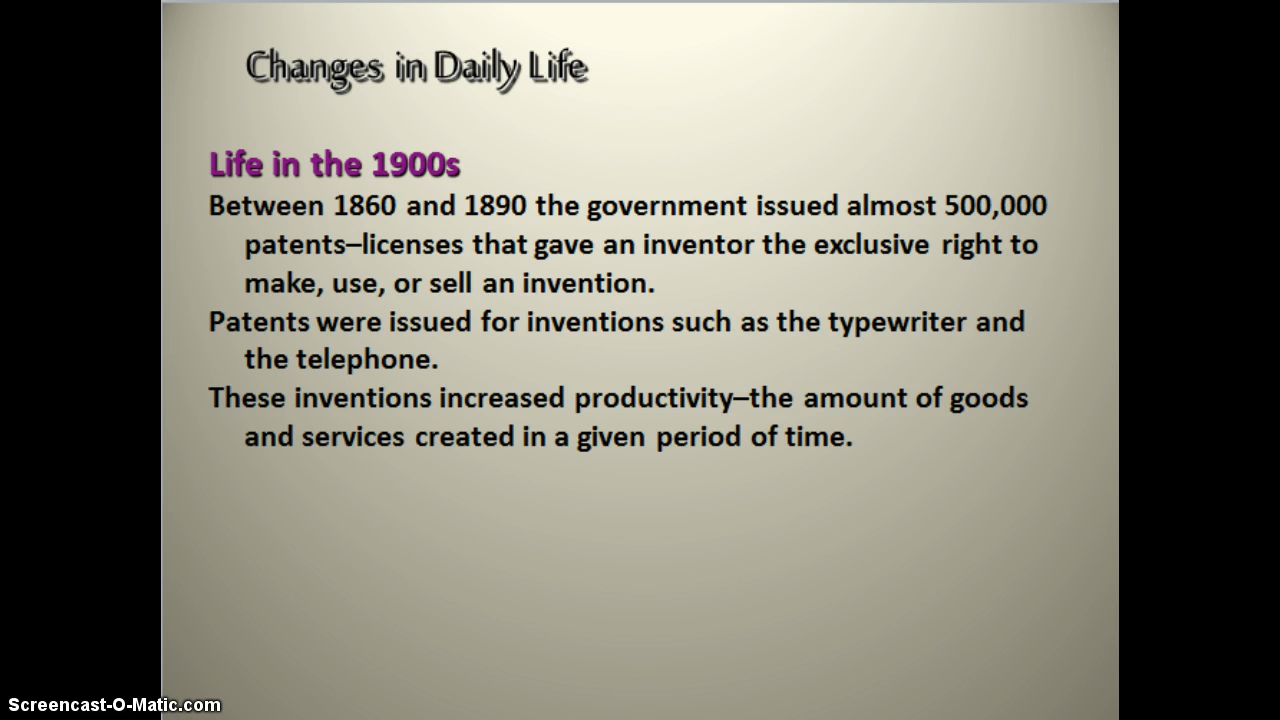 Changes in Daily Life
Life in the 1900s
Between 1860 and 1890 the government issued almost 500,000
patents–licenses that gave an inventor the exclusive right to
make, use, or sell an invention.
Patents were issued for inventions such as the typewriter and
the telephone.
These inventions increased productivity–the amount of goods
and services created in a given period of time.
Screencast-O-Matic.com